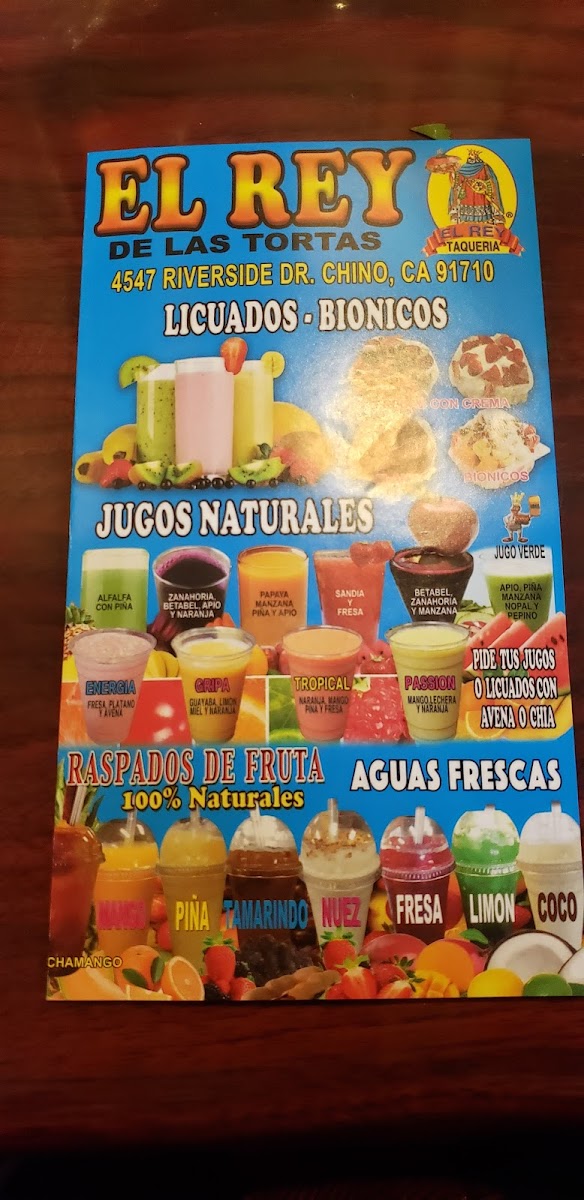 EL REY
DE LAS TORTAS
EL REY
®
TAQUERIA
4547 RIVERSIDE DR. CHINO, CA 91710
LICUADOS - BIONICOS
CON CREMA
BIONICOS
JUGOS NATURALES
JUGO VERDE
ALFALFA
CON PIÑA
ZANAHORIA,
BETABEL, APIO
Y NARANJA
PAPAYA
MANZANA
PIÑA Y APIO
SANDIA
Y
FRESA
BETABEL,
ZANAHORIA
Y MANZANA
APIO, PIÑA
MANZANA
NOPAL Y
PEPINO
ENERGIA
FRESA, PLATANO
Y AVENA
GRIPA
GUAYABA, LIMON,
MIEL Y NARANJA
TROPICAL
NARANJA, MANGO
PIÑA Y FRESA
PASSION
MANGO, LECHERA
Y NARANJA
PIDE TUS JUGOS
O LICUADOS CON
AVENA O CHIA
RASPADOS DE FRUTA
100% Naturales
AGUAS FRESCAS
MANGO
PIÑA
TAMARINDO
NUEZ
FRESA
LIMON
COCO
CHAMANGO